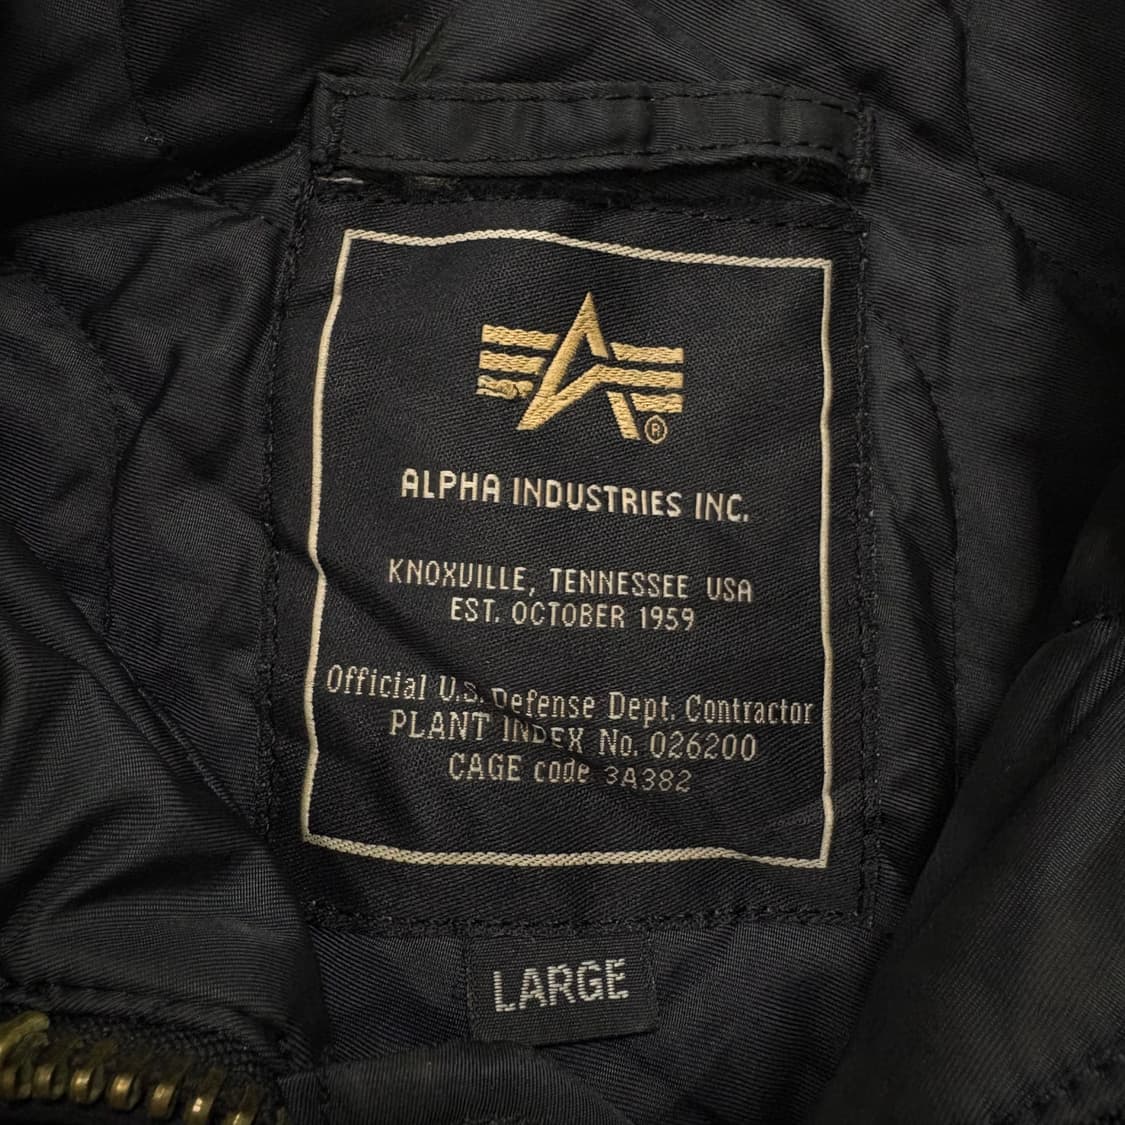 ®
ALPHA INDUSTRIES INC.
KNOXVILLE, TENNESSEE USA
EST. OCTOBER 1959
Official U.S. Defense Dept. Contractor
PLANT INDEX No. 026200
CAGE code 3A382
LARGE